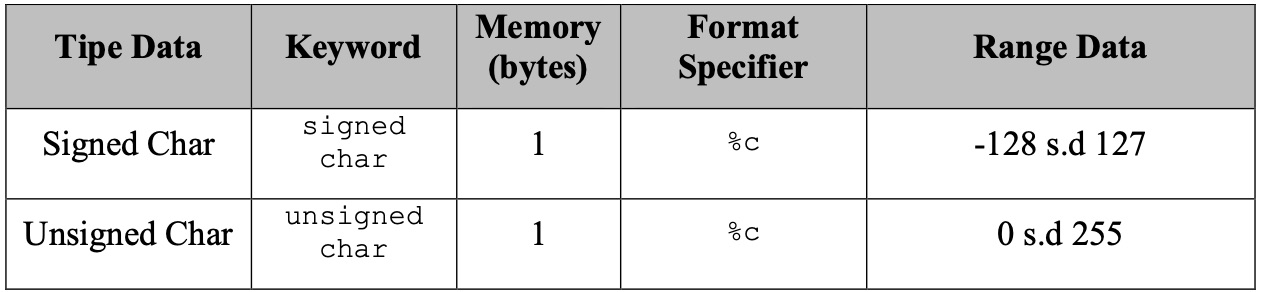 Tipe Data Keyword Memory (bytes) Format Specifier Range Data
Signed Char signed char 1 %c -128 s.d 127
Unsigned Char unsigned char 1 %c 0 s.d 255